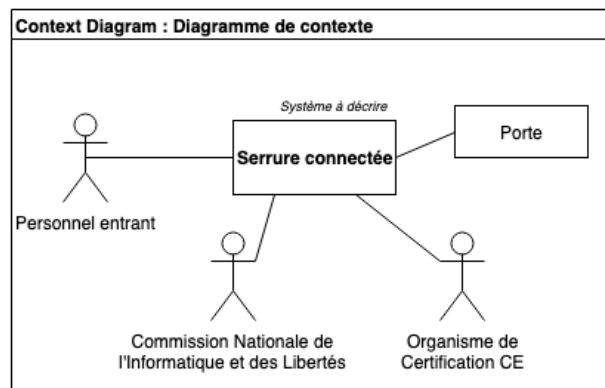 Context Diagram : Diagramme de contexte
Système à décrire
Serrure connectée
Porte
Personnel entrant
Commission Nationale de
l'Informatique et des Libertés
Organisme de
Certification CE